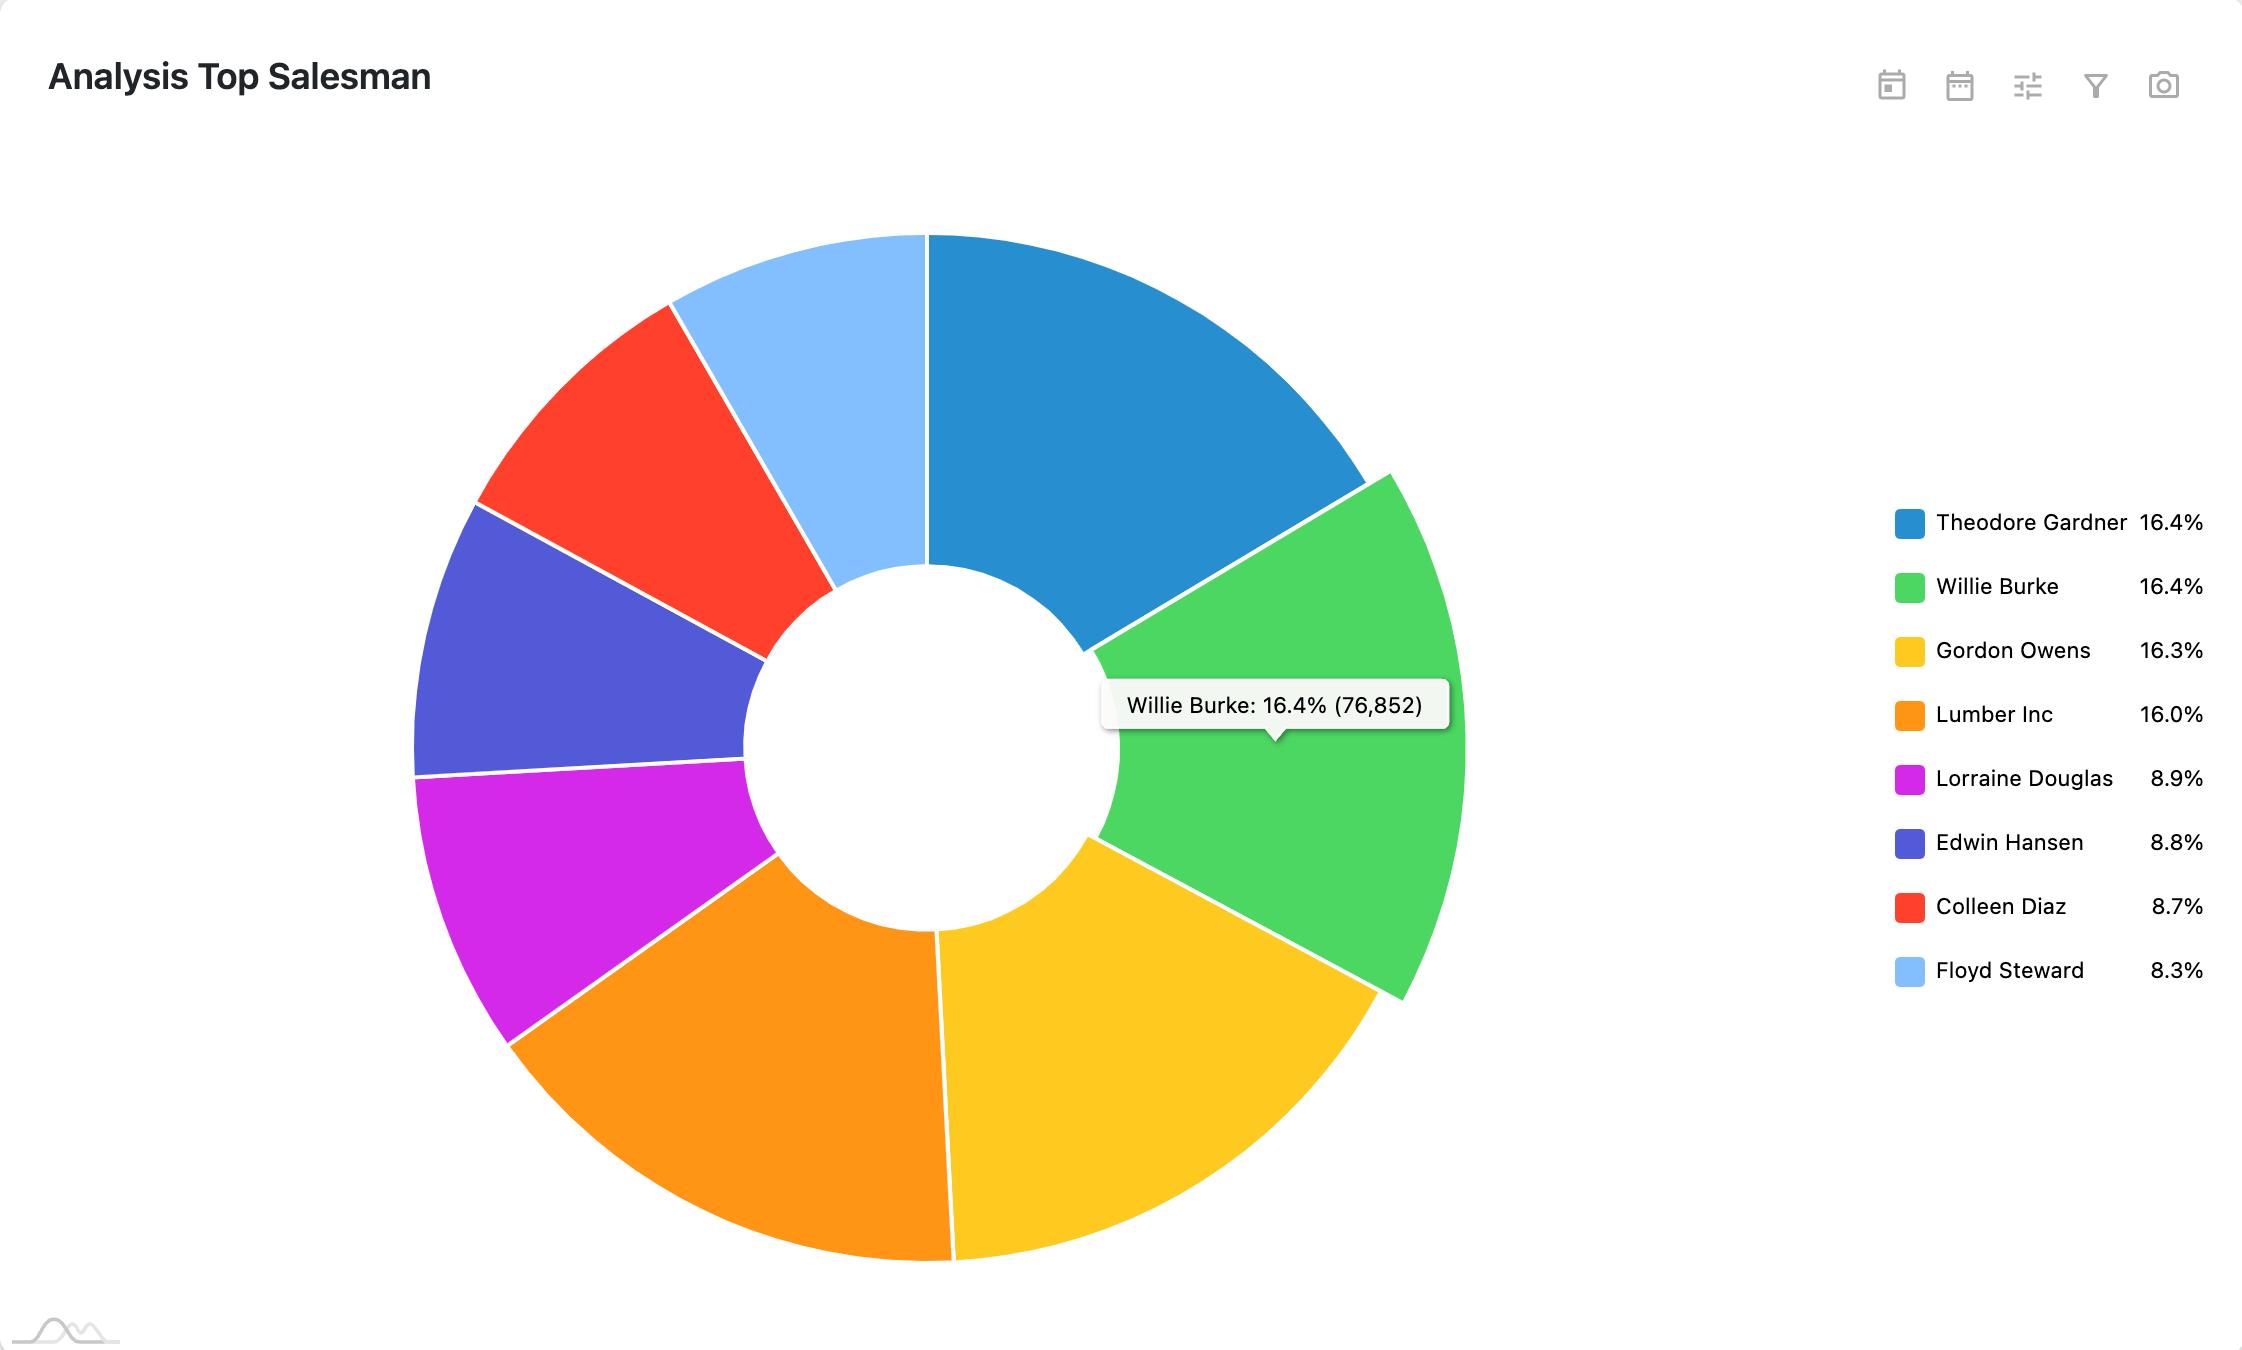 Analysis Top Salesman
Willie Burke: 16.4% (76,852)
Theodore Gardner 16.4%
Willie Burke 16.4%
Gordon Owens 16.3%
Lumber Inc 16.0%
Lorraine Douglas 8.9%
Edwin Hansen 8.8%
Colleen Diaz 8.7%
Floyd Steward 8.3%